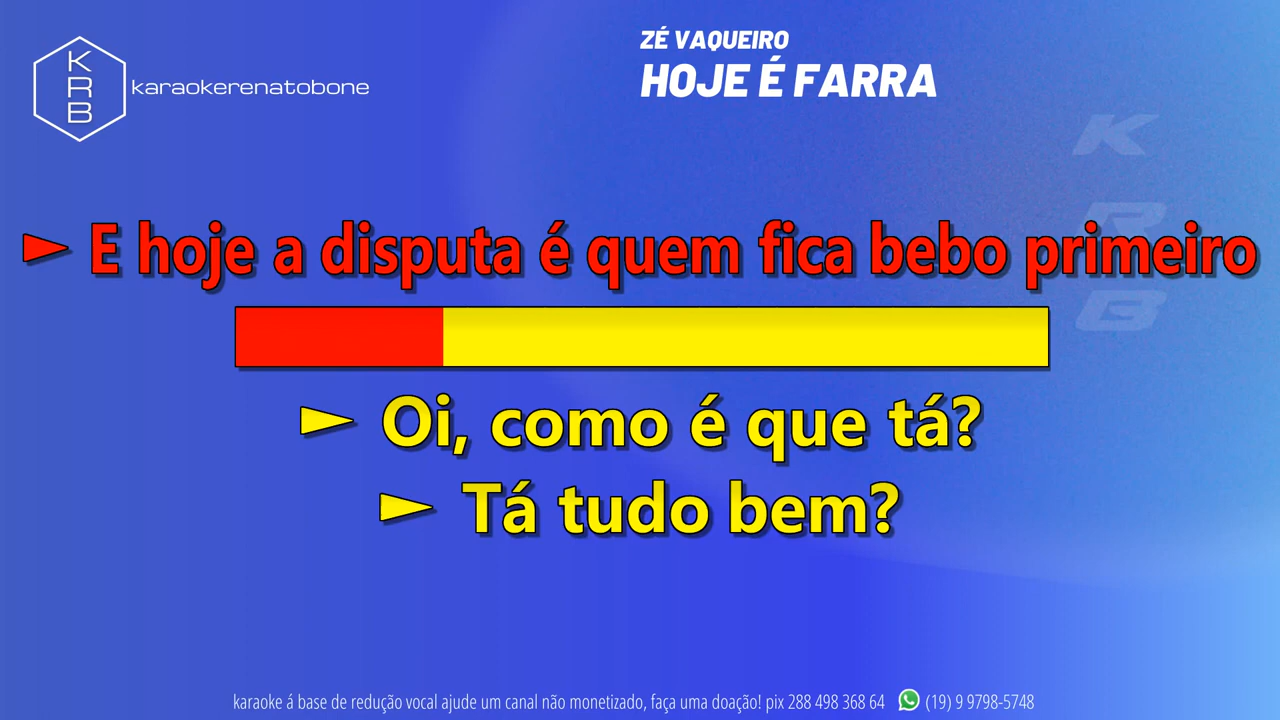 KRB
karaokerenatobone
ZÉ VAQUEIRO
HOJE É FARRA
K
R
B
► E hoje a disputa é quem fica bebo primeiro
► Oi, como é que tá?
► Tá tudo bem?
karaoke á base de redução vocal ajude um canal não monetizado, faça uma doação! pix 288 498 368 64 (19) 9 9798-5748